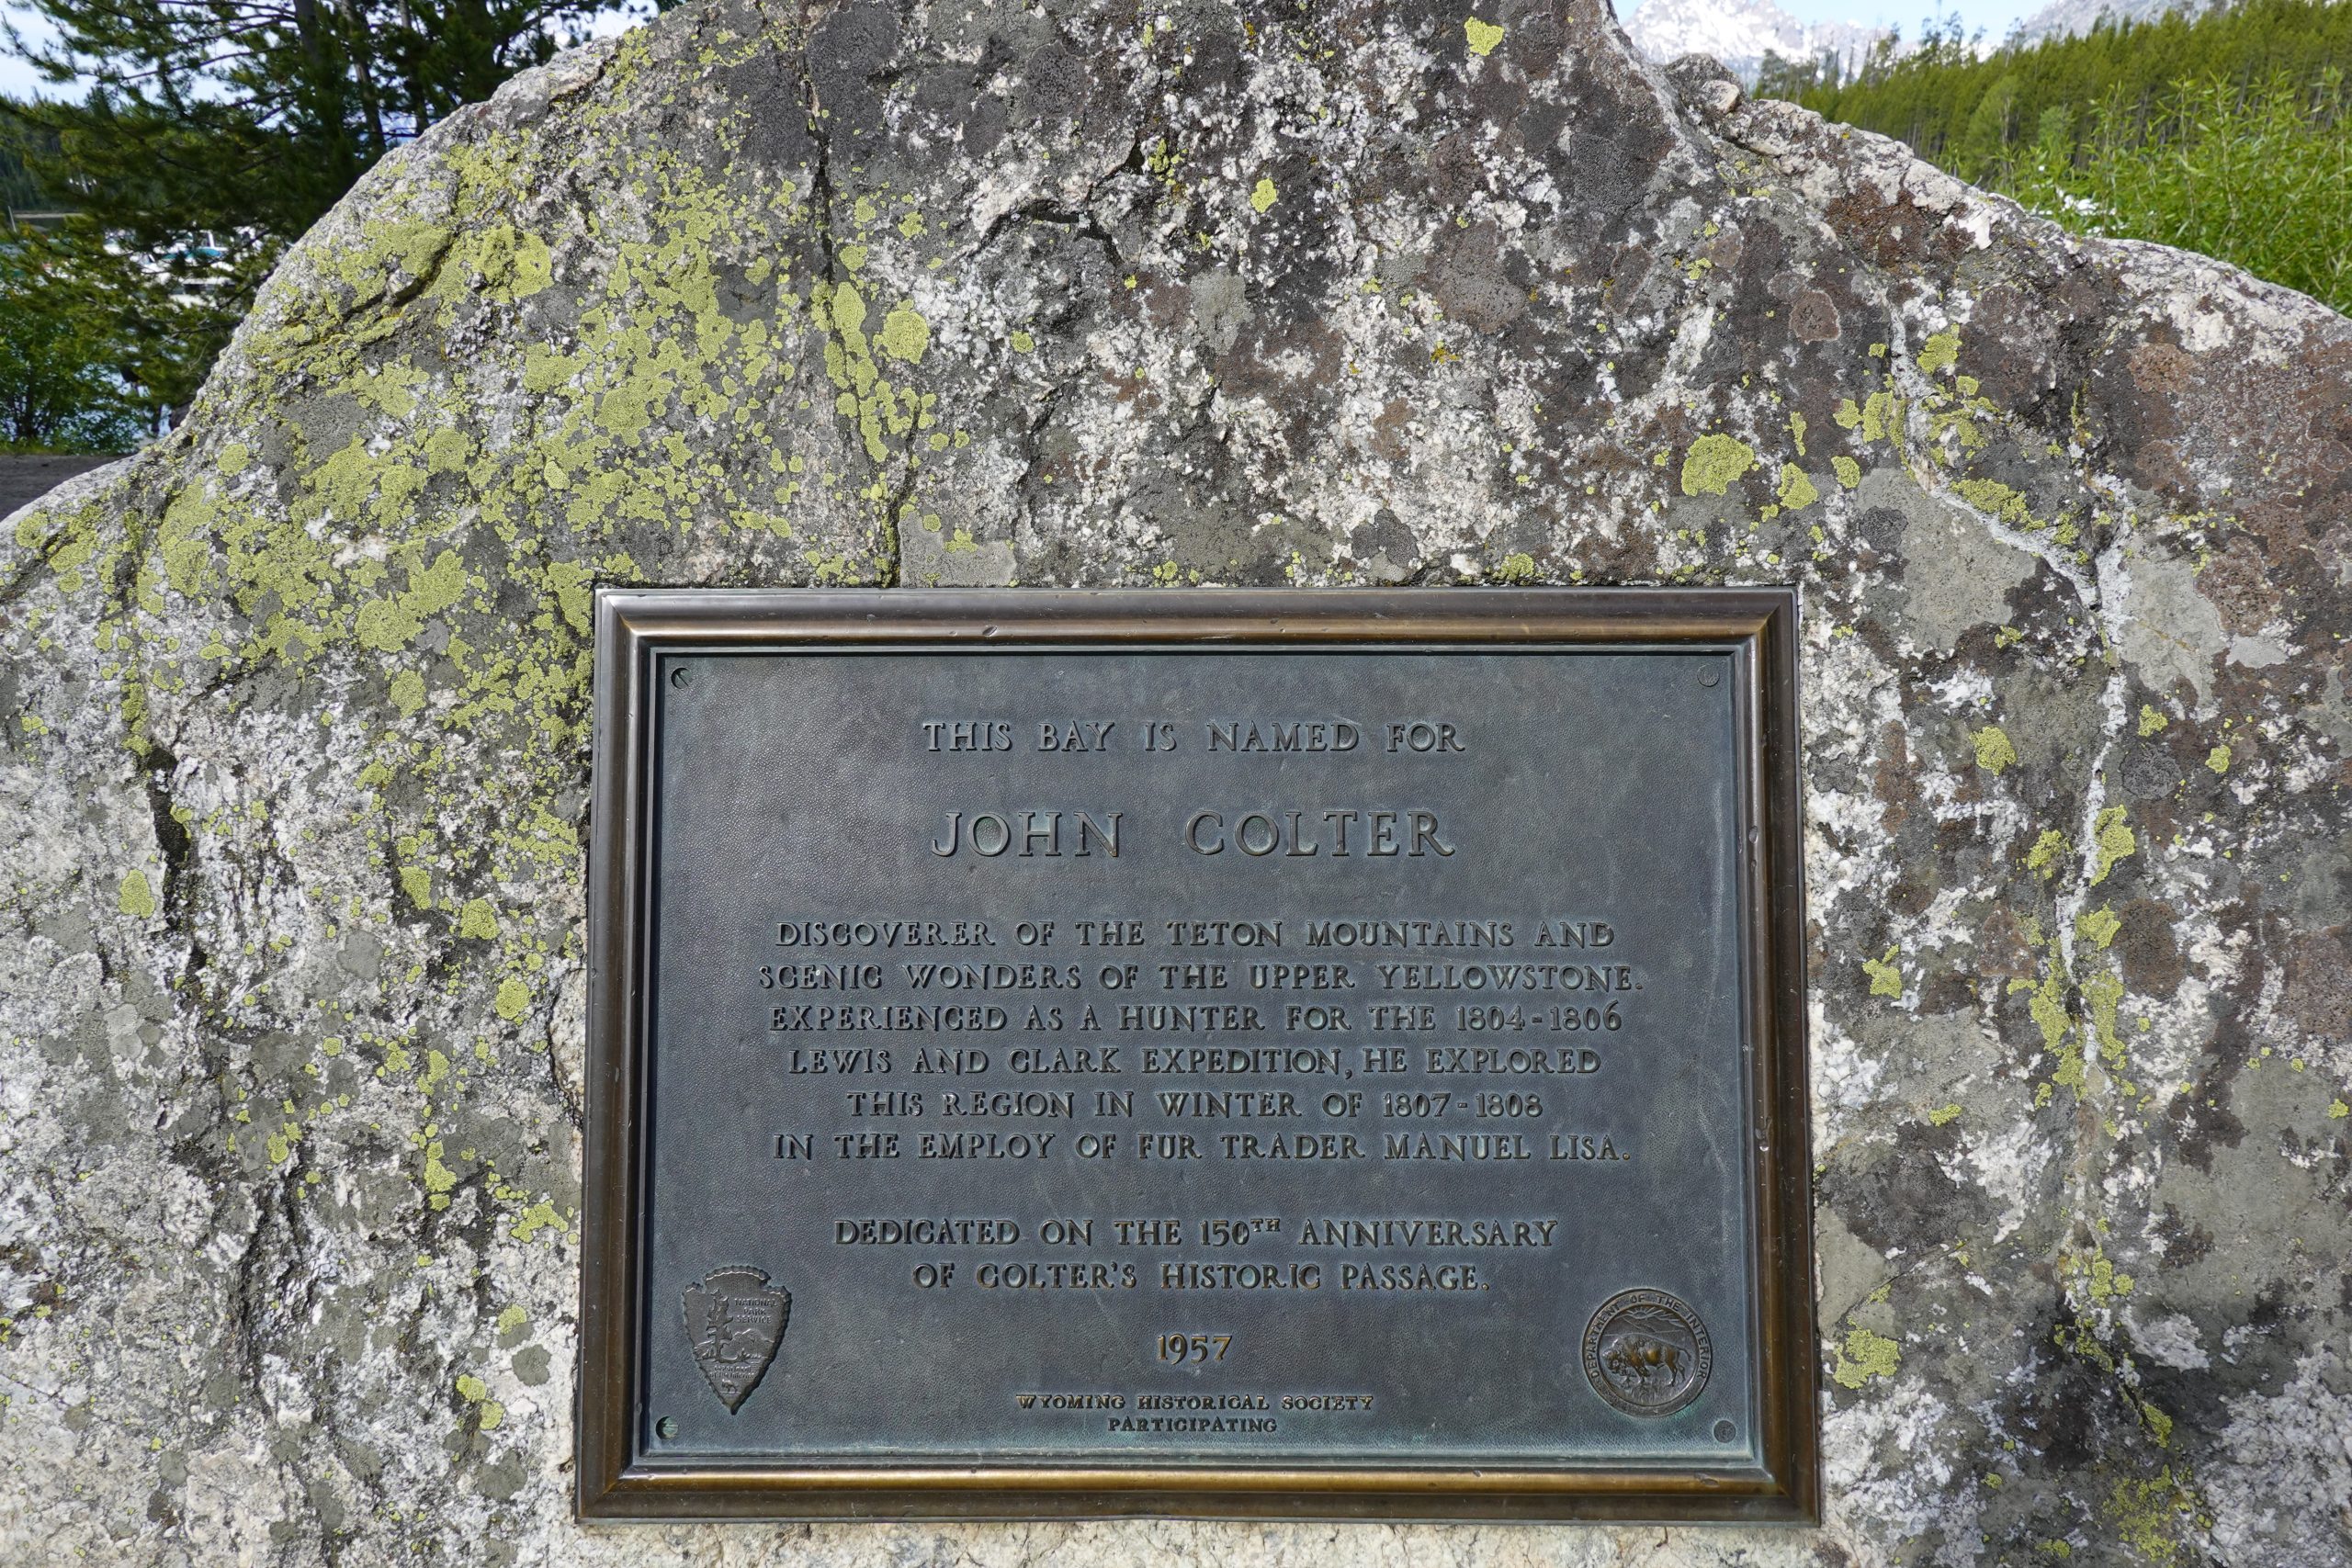 THIS BAY IS NAMED FOR
JOHN COLTER
DISCOVERER OF THE TETON MOUNTAINS AND
SCENIC WONDERS OF THE UPPER YELLOWSTONE.
EXPERIENCED AS A HUNTER FOR THE 1804-1806
LEWIS AND CLARK EXPEDITION, HE EXPLORED
THIS REGION IN WINTER OF 1807-1808
IN THE EMPLOY OF FUR TRADER MANUEL LISA.
DEDICATED ON THE 150TH ANNIVERSARY
OF COLTER'S HISTORIC PASSAGE.
1957
WYOMING HISTORICAL SOCIETY
PARTICIPATING
NATIONAL
PARK
SERVICE
DEPARTMENT OF THE INTERIOR